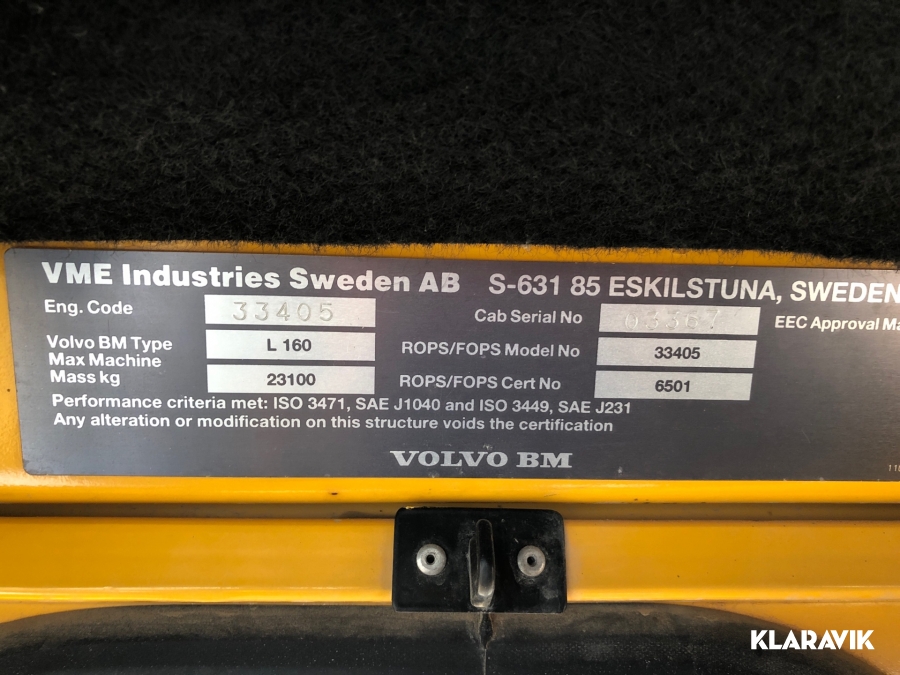 VME Industries Sweden AB S-631 85 ESKILSTUNA, SWEDEN
Eng. Code 33405 Cab Serial No 03367 EEC Approval Ma
Volvo BM Type L 160 ROPS/FOPS Model No 33405
Max Machine
Mass kg 23100 ROPS/FOPS Cert No 6501
Performance criteria met: ISO 3471, SAE J1040 and ISO 3449, SAE J231
Any alteration or modification on this structure voids the certification
VOLVO BM
KLARAVIK